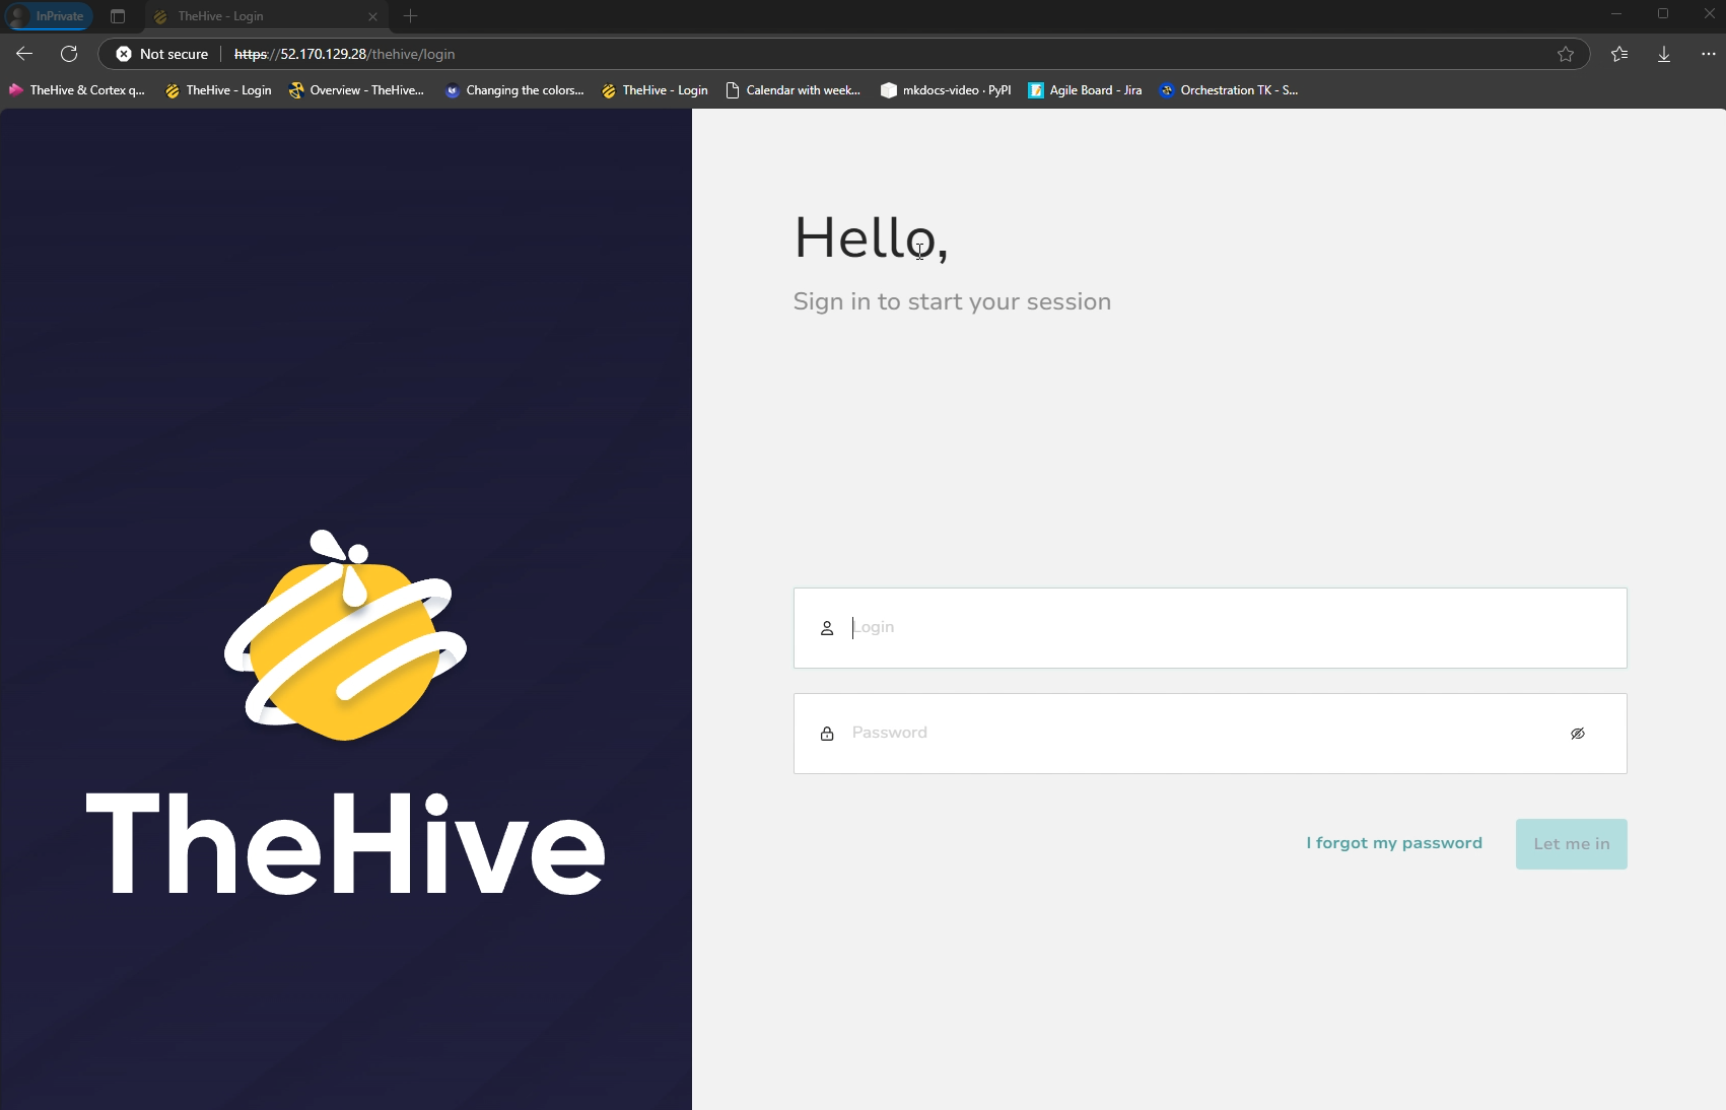 InPrivate
TheHive - Login
Not secure
https://52.170.129.28/thehive/login
TheHive & Cortex q...
TheHive - Login
Overview - TheHive...
Changing the colors...
TheHive - Login
Calendar with week...
mkdocs-video · PyPI
Agile Board - Jira
Orchestration TK - S...
TheHive
Hello,
Sign in to start your session
Login
Password
I forgot my password
Let me in